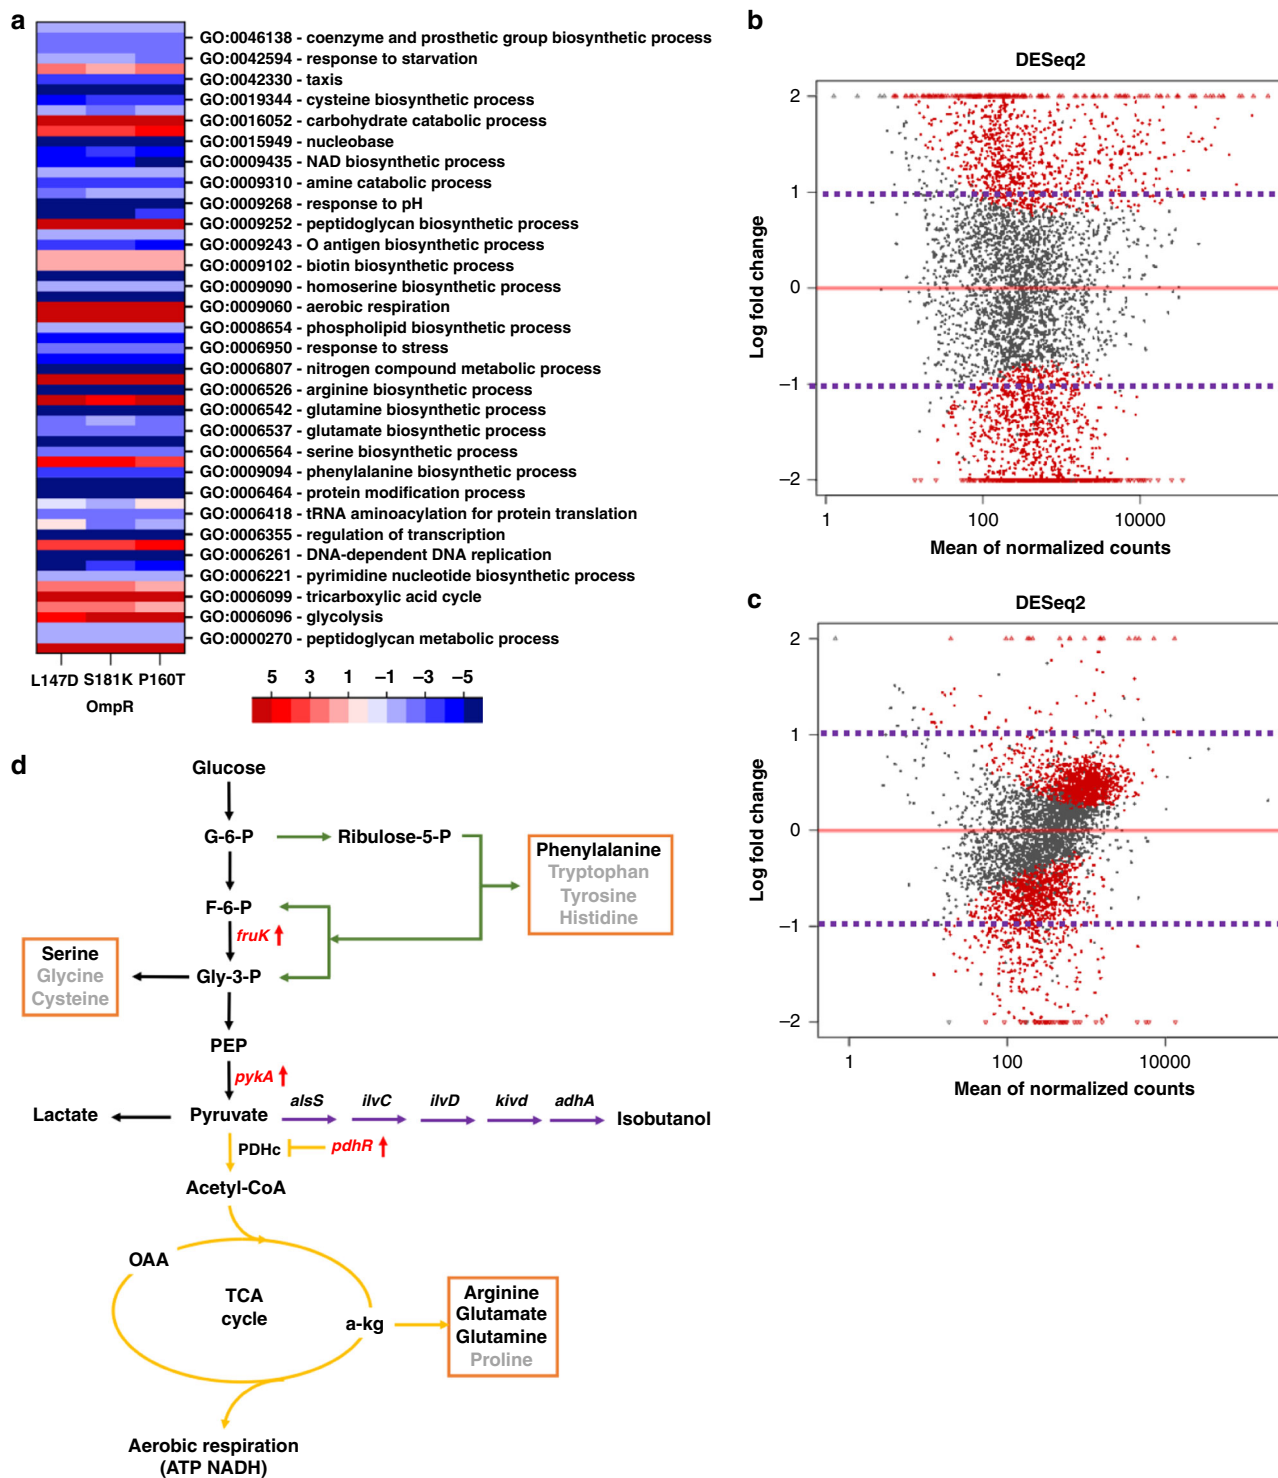 a
GO:0046138 - coenzyme and prosthetic group biosynthetic process
GO:0042594 - response to starvation
GO:0042330 - taxis
GO:0019344 - cysteine biosynthetic process
GO:0016052 - carbohydrate catabolic process
GO:0015949 - nucleobase
GO:0009435 - NAD biosynthetic process
GO:0009310 - amine catabolic process
GO:0009268 - response to pH
GO:0009252 - peptidoglycan biosynthetic process
GO:0009243 - O antigen biosynthetic process
GO:0009102 - biotin biosynthetic process
GO:0009090 - homoserine biosynthetic process
GO:0009060 - aerobic respiration
GO:0008654 - phospholipid biosynthetic process
GO:0006950 - response to stress
GO:0006807 - nitrogen compound metabolic process
GO:0006526 - arginine biosynthetic process
GO:0006542 - glutamine biosynthetic process
GO:0006537 - glutamate biosynthetic process
GO:0006564 - serine biosynthetic process
GO:0009094 - phenylalanine biosynthetic process
GO:0006464 - protein modification process
GO:0006418 - tRNA aminoacylation for protein translation
GO:0006355 - regulation of transcription
GO:0006261 - DNA-dependent DNA replication
GO:0006221 - pyrimidine nucleotide biosynthetic process
GO:0006099 - tricarboxylic acid cycle
GO:0006096 - glycolysis
GO:0000270 - peptidoglycan metabolic process
L147D S181K P160T
OmpR
5 3 1 −1 −3 −5
b
DESeq2
Log fold change
2
1
0
−1
−2
1 100 10000
Mean of normalized counts
c
DESeq2
Log fold change
2
1
0
−1
−2
1 100 10000
Mean of normalized counts
d
Glucose
G-6-P
Ribulose-5-P
Phenylalanine
Tryptophan
Tyrosine
Histidine
F-6-P
fruK
Serine
Glycine
Cysteine
Gly-3-P
PEP
pykA
Lactate
Pyruvate
alsS
ilvC
ilvD
kivd
adhA
Isobutanol
PDHc
pdhR
Acetyl-CoA
OAA
TCA
cycle
a-kg
Arginine
Glutamate
Glutamine
Proline
Aerobic respiration
(ATP NADH)